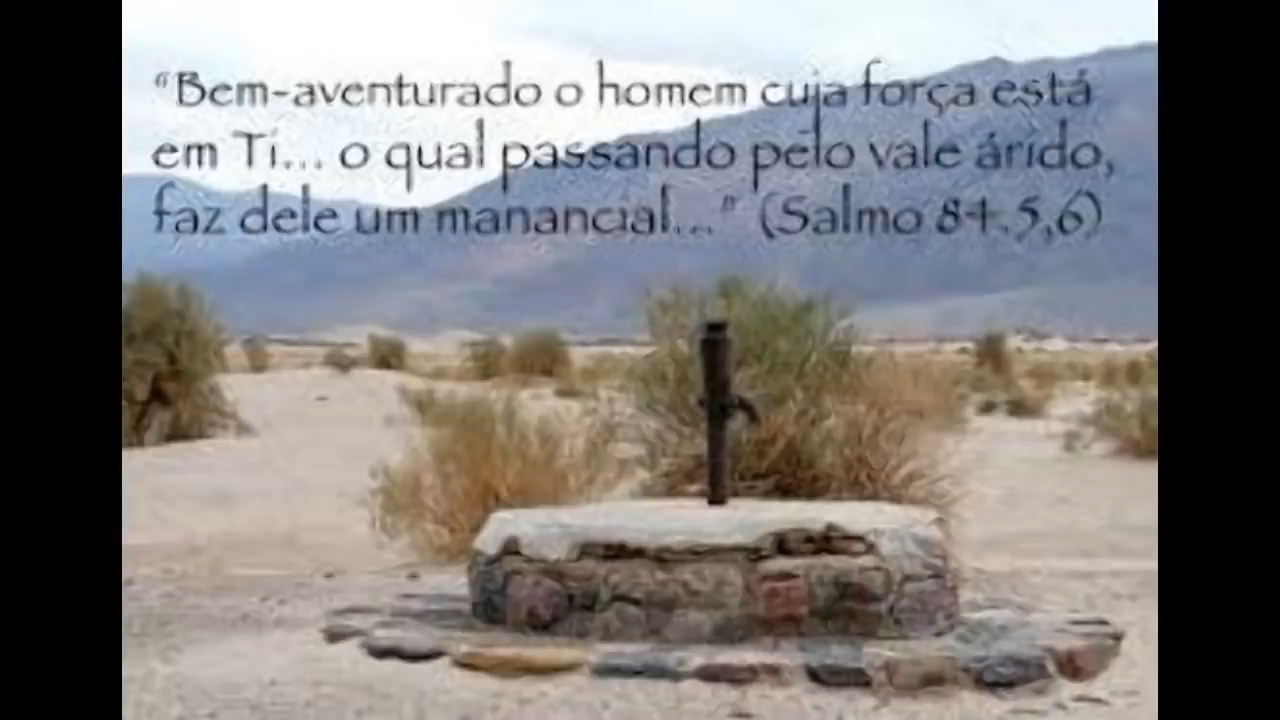 "Bem-aventurado o homem cuja força está
em Ti... o qual passando pelo vale árido,
faz dele um manancial..." (Salmo 84.5,6)